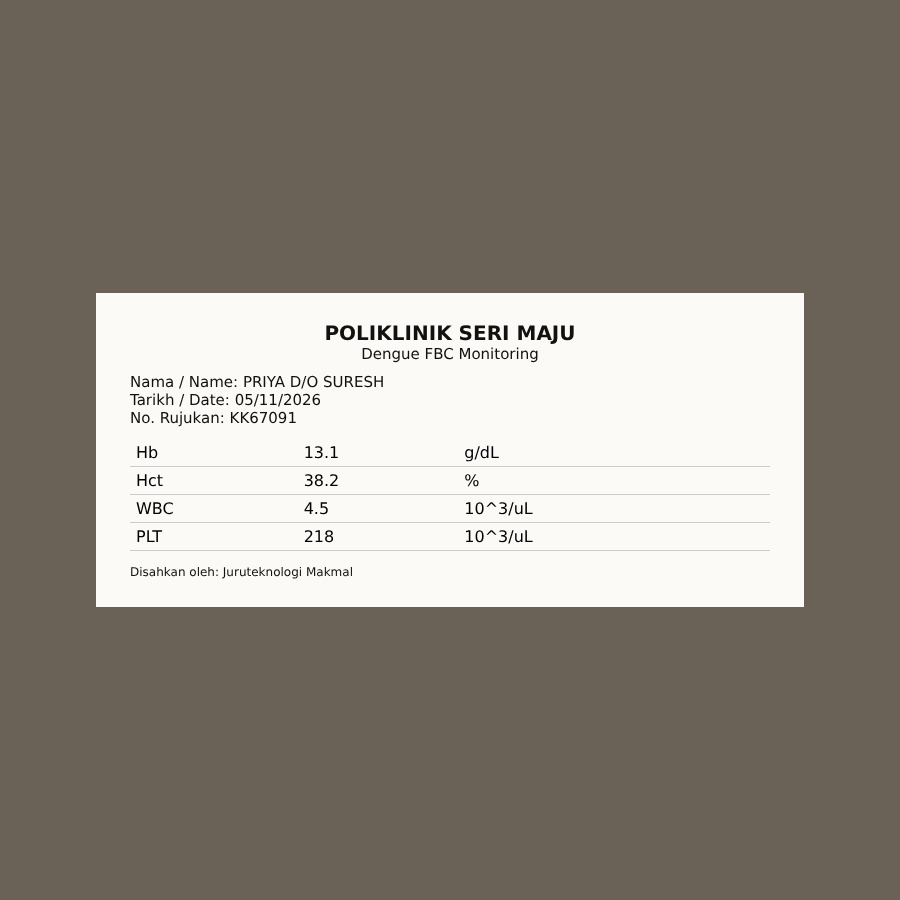 POLIKLINIK SERI MAJU
Dengue FBC Monitoring
Nama / Name: PRIYA D/O SURESH
Tarikh / Date: 05/11/2026
No. Rujukan: KK67091
Hb 13.1 g/dL
Hct 38.2 %
WBC 4.5 10^3/uL
PLT 218 10^3/uL
Disahkan oleh: Juruteknologi Makmal